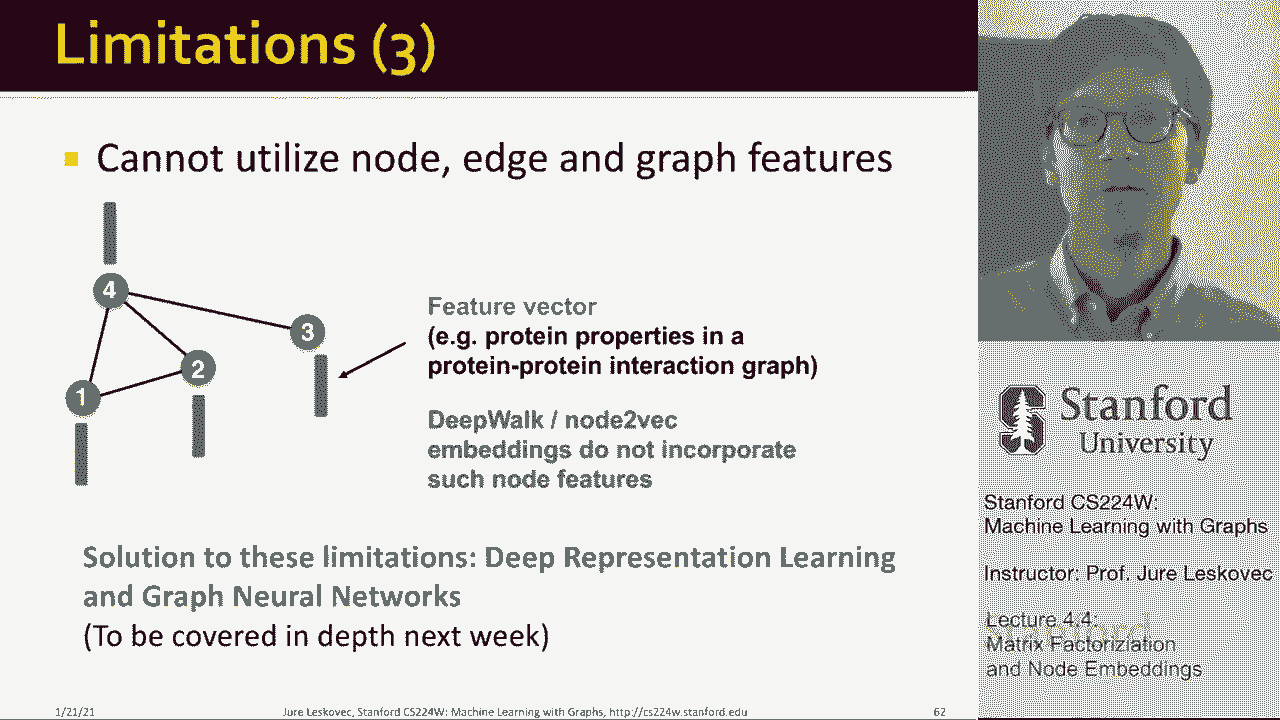 Limitations (3)
Cannot utilize node, edge and graph features
4
3
2
1
Feature vector
(e.g. protein properties in a
protein-protein interaction graph)
DeepWalk / node2vec
embeddings do not incorporate
such node features
Solution to these limitations: Deep Representation Learning
and Graph Neural Networks
(To be covered in depth next week)
1/21/21
Jure Leskovec, Stanford CS224W: Machine Learning with Graphs, http://cs224w.stanford.edu
62
Stanford
University
Stanford CS224W:
Machine Learning with Graphs
Instructor: Prof. Jure Leskovec
Lecture 4.4:
Matrix Factoriziation
and Node Embeddings